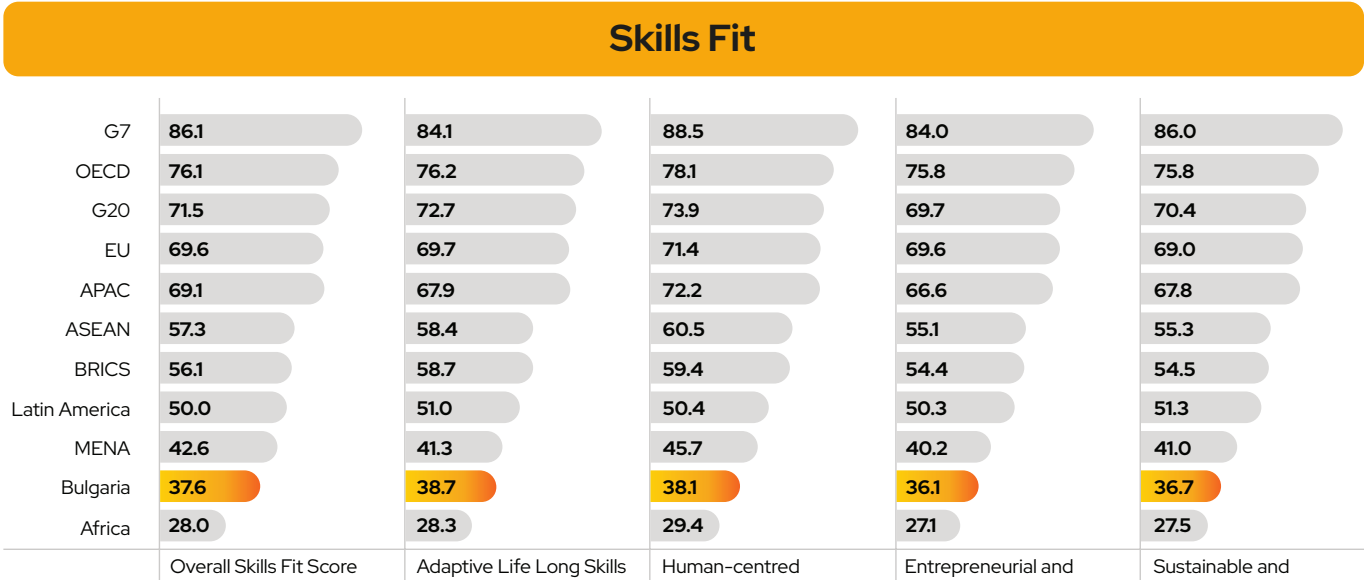 Skills Fit
G7 86.1 84.1 88.5 84.0 86.0
OECD 76.1 76.2 78.1 75.8 75.8
G20 71.5 72.7 73.9 69.7 70.4
EU 69.6 69.7 71.4 69.6 69.0
APAC 69.1 67.9 72.2 66.6 67.8
ASEAN 57.3 58.4 60.5 55.1 55.3
BRICS 56.1 58.7 59.4 54.4 54.5
Latin America 50.0 51.0 50.4 50.3 51.3
MENA 42.6 41.3 45.7 40.2 41.0
Bulgaria 37.6 38.7 38.1 36.1 36.7
Africa 28.0 28.3 29.4 27.1 27.5
Overall Skills Fit Score Adaptive Life Long Skills Human-centred Entrepreneurial and Sustainable and